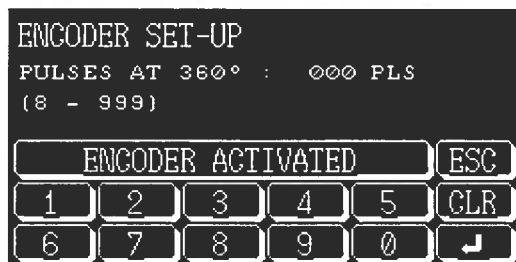 ENCODER SET-UP
PULSES AT 360° : 000 PLS
(8 - 999)
ENCODER ACTIVATED ESC
1 2 3 4 5 CLR
6 7 8 9 0 ↵